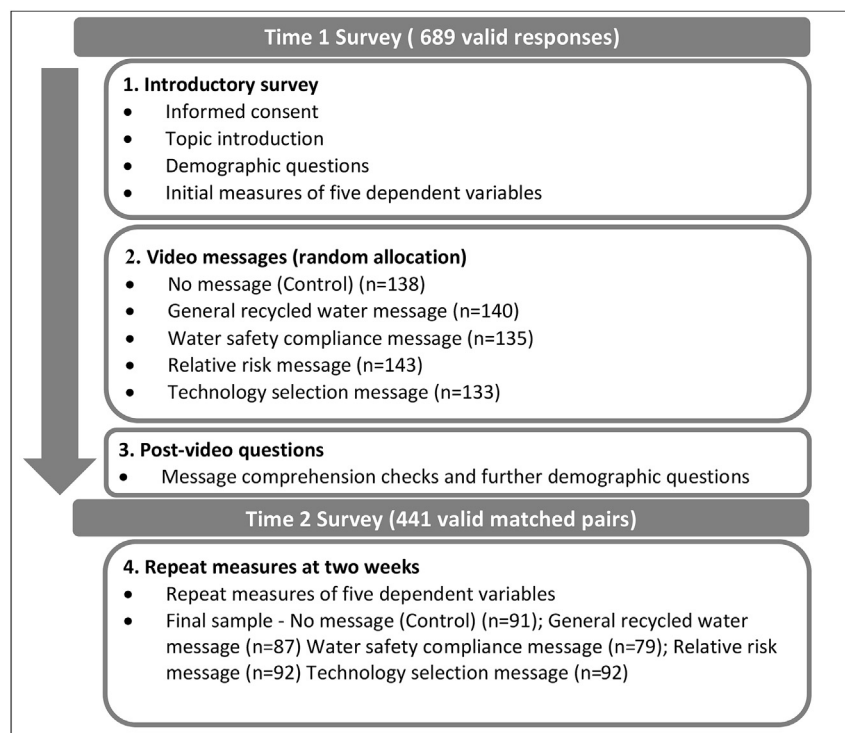 Time 1 Survey ( 689 valid responses)
1. Introductory survey
• Informed consent
• Topic introduction
• Demographic questions
• Initial measures of five dependent variables
2. Video messages (random allocation)
• No message (Control) (n=138)
• General recycled water message (n=140)
• Water safety compliance message (n=135)
• Relative risk message (n=143)
• Technology selection message (n=133)
3. Post-video questions
• Message comprehension checks and further demographic questions
Time 2 Survey (441 valid matched pairs)
4. Repeat measures at two weeks
• Repeat measures of five dependent variables
• Final sample - No message (Control) (n=91); General recycled water
message (n=87) Water safety compliance message (n=79); Relative risk
message (n=92) Technology selection message (n=92)